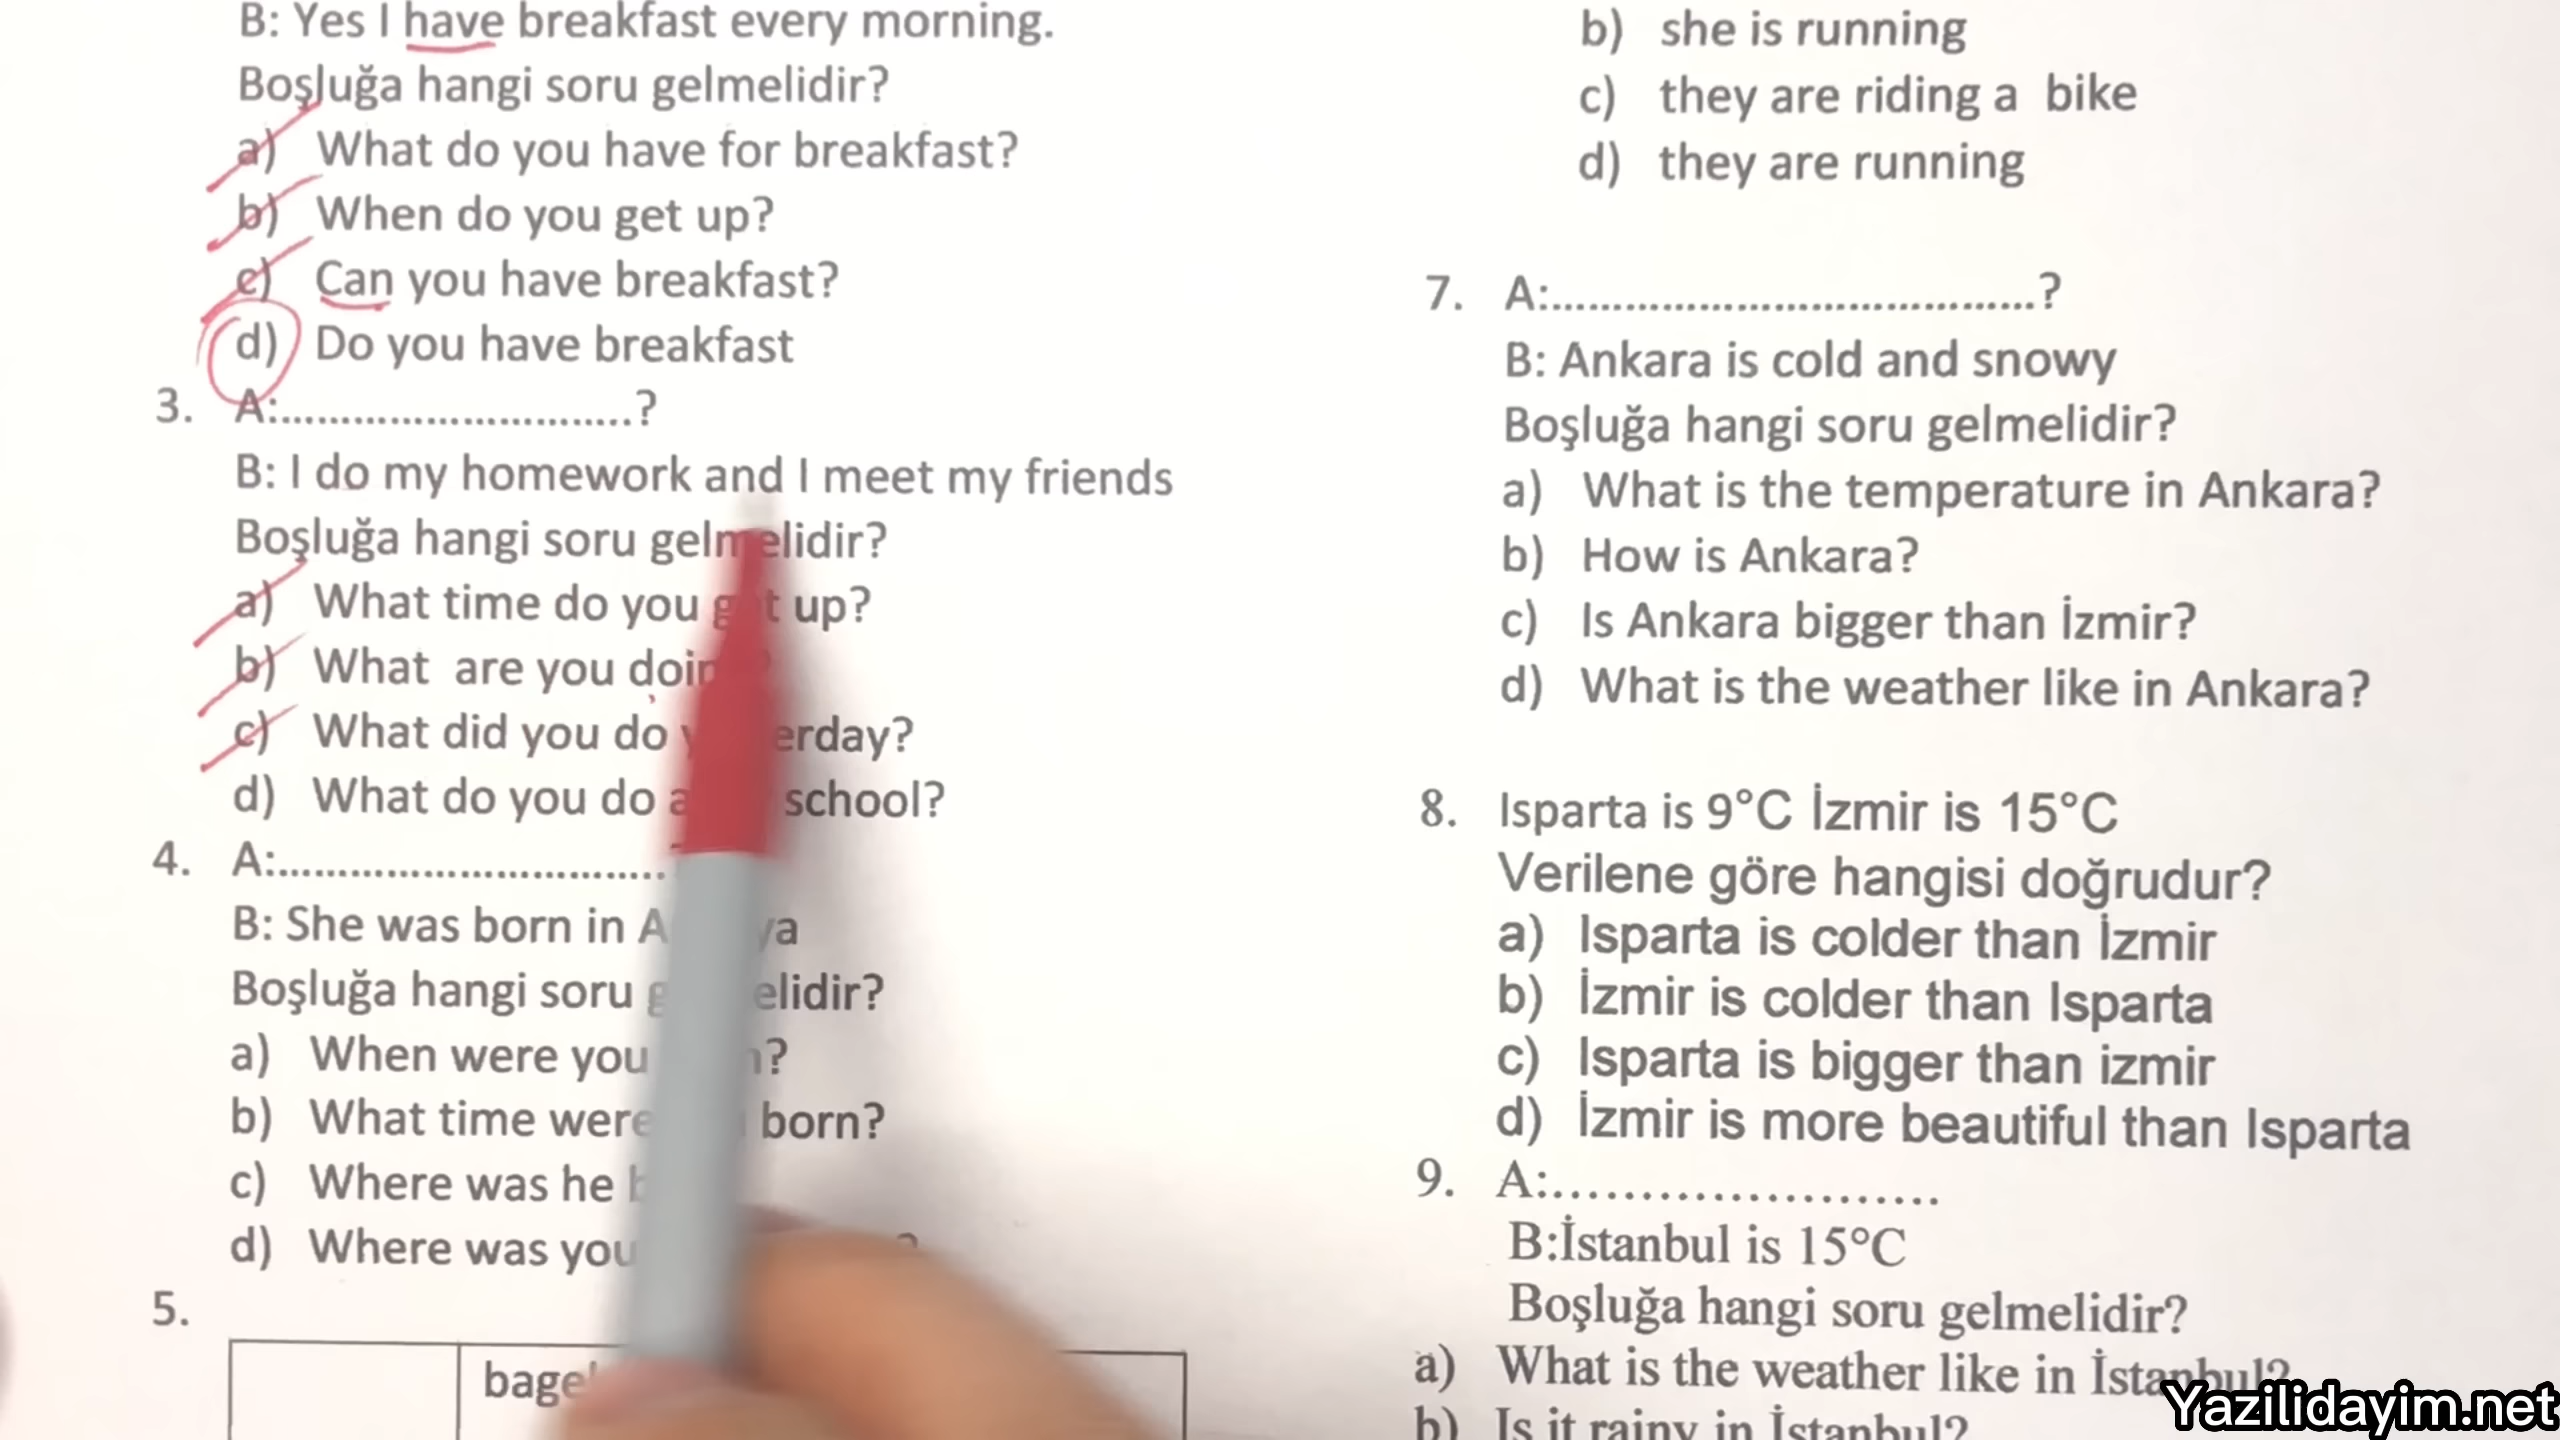 B: Yes I have breakfast every morning.
Boşluğa hangi soru gelmelidir?
a) What do you have for breakfast?
b) When do you get up?
c) Can you have breakfast?
d) Do you have breakfast
3. A:..............................?
B: I do my homework and I meet my friends
Boşluğa hangi soru gelmelidir?
a) What time do you get up?
b) What are you
c) What did you do
d) What do you do school?
4. A:................................
B: She was born in
Boşluğa hangi soru gelmelidir?
a) When were you
b) What time were born?
c) Where was he
d) Where was you
5.
b) she is running
c) they are riding a bike
d) they are running
7. A:........................................?
B: Ankara is cold and snowy
Boşluğa hangi soru gelmelidir?
a) What is the temperature in Ankara?
b) How is Ankara?
c) Is Ankara bigger than İzmir?
d) What is the weather like in Ankara?
8. Isparta is 9°C İzmir is 15°C
Verilene göre hangisi doğrudur?
a) Isparta is colder than İzmir
b) İzmir is colder than Isparta
c) Isparta is bigger than izmir
d) İzmir is more beautiful than Isparta
9. A:.......................
B:İstanbul is 15°C
Boşluğa hangi soru gelmelidir?
a) What is the weather like in İstanbul?
b) Is it rainy in İstanbul?
Yazilidayim.net